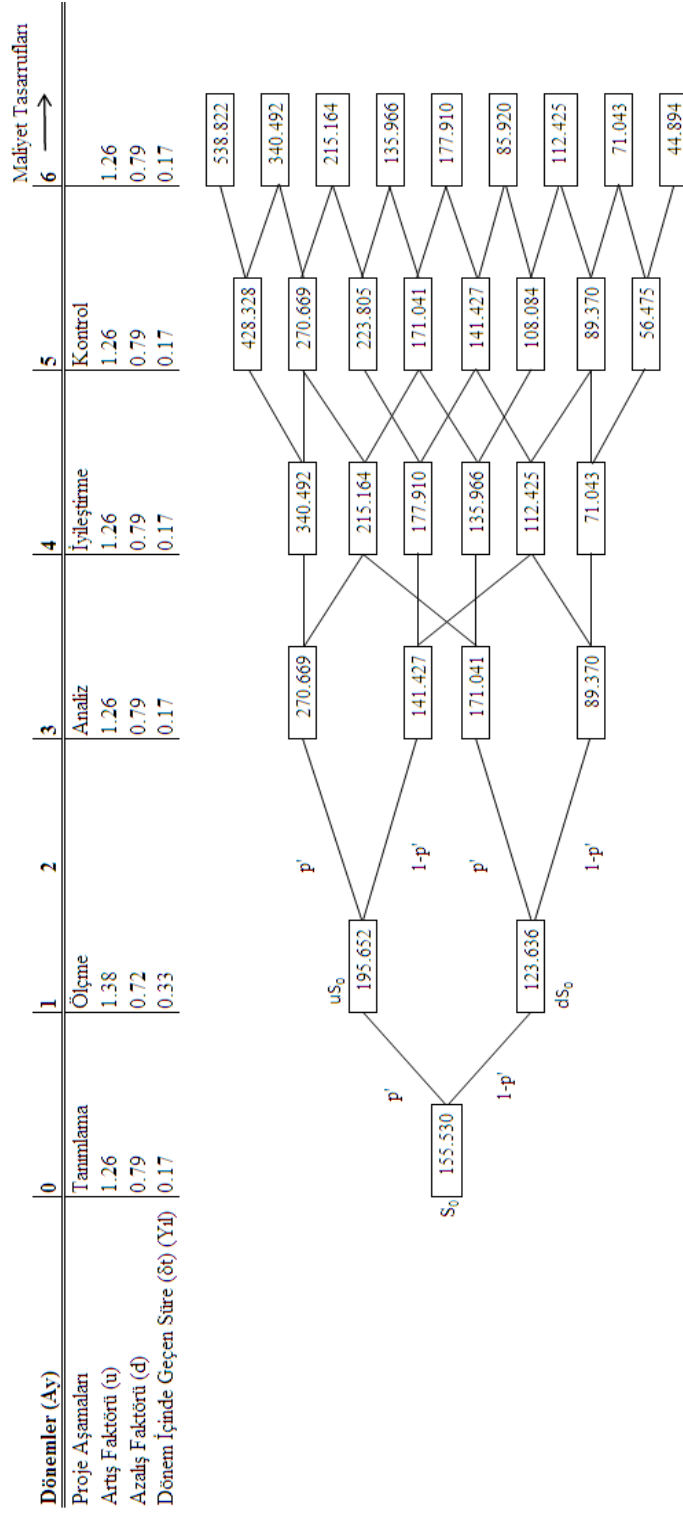 Maliyet Tasarrufları
Dönemler (Ay) 0 1 2 3 4 5 6
Proje Aşamaları Tanımlama Ölçme Analiz İyileştirme Kontrol
Artış Faktörü (u) 1.26 1.38 1.26 1.26 1.26 1.26
Azalış Faktörü (d) 0.79 0.72 0.79 0.79 0.79 0.79
Dönem İçinde Geçen Süre (δt) (Yıl) 0.17 0.33 0.17 0.17 0.17 0.17
538.822
428.328
340.492
340.492
270.669
270.669
215.164
p'
uS₀
195.652
215.164
223.805
135.966
p'
1-p'
141.427
177.910
171.041
177.910
S₀
155.530
1-p'
p'
171.041
135.966
141.427
85.920
123.636
dS₀
112.425
108.084
112.425
1-p'
89.370
71.043
89.370
71.043
56.475
44.894